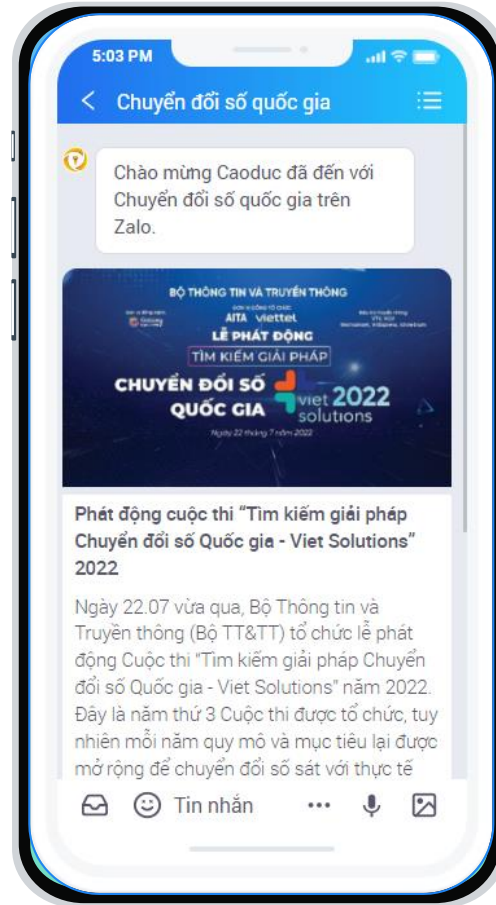 5:03 PM
Chuyển đổi số quốc gia
Chào mừng Caoduc đã đến với
Chuyển đổi số quốc gia trên
Zalo.
BỘ THÔNG TIN VÀ TRUYỀN THÔNG
AITA viettel
LỄ PHÁT ĐỘNG
TÌM KIẾM GIẢI PHÁP
CHUYỂN ĐỔI SỐ
QUỐC GIA
viet 2022
solutions
Ngày 22 tháng 7 năm 2022
Phát động cuộc thi “Tìm kiếm giải pháp
Chuyển đổi số Quốc gia - Viet Solutions”
2022
Ngày 22.07 vừa qua, Bộ Thông tin và
Truyền thông (Bộ TT&TT) tổ chức lễ phát
động Cuộc thi "Tìm kiếm giải pháp Chuyển
đổi số Quốc gia - Viet Solutions" năm 2022.
Đây là năm thứ 3 Cuộc thi được tổ chức, tuy
nhiên mỗi năm quy mô và mục tiêu lại được
mở rộng để chuyển đổi số sát với thực tế
Tin nhắn